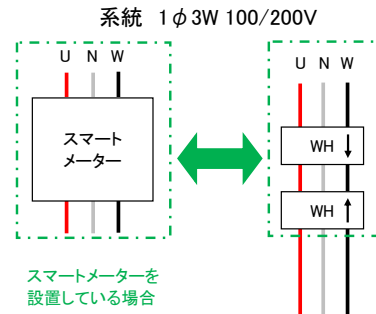 系統 1φ3W 100/200V
U N W
U N W
スマート
メーター
WH
WH
スマートメーターを
設置している場合